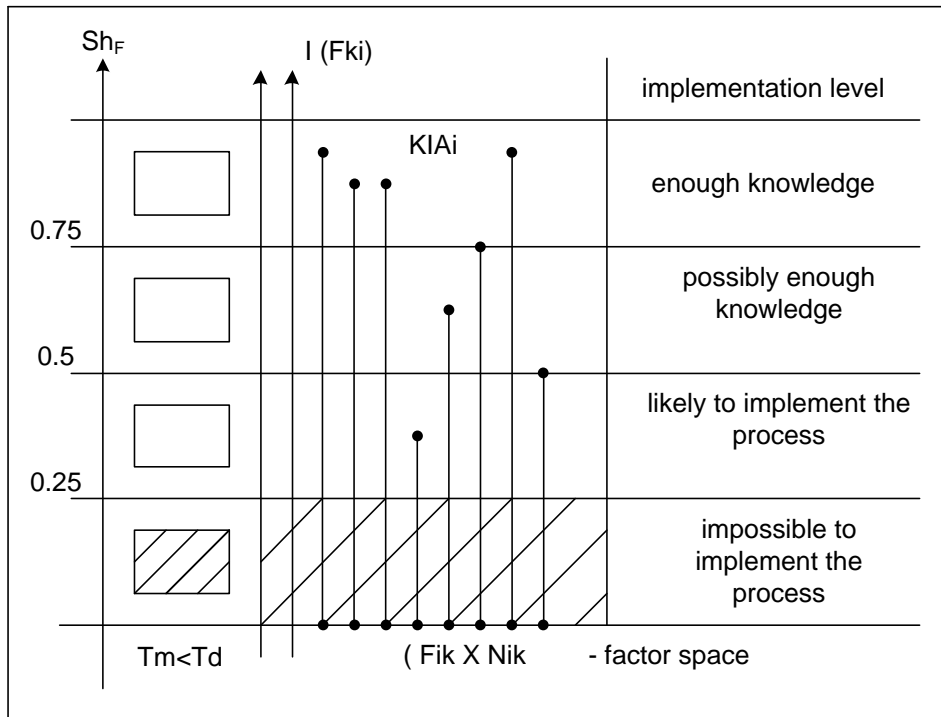 Sh_F
I (Fki)
implementation level
KIAi
enough knowledge
0.75
possibly enough
knowledge
0.5
likely to implement the
process
0.25
impossible to
implement the
process
Tm<Td
( Fik X Nik - factor space